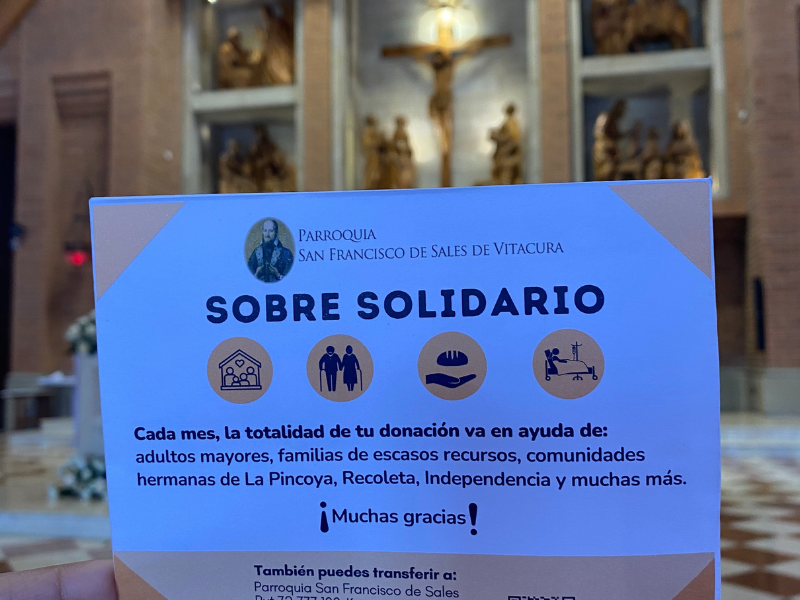 PARROQUIA
SAN FRANCISCO DE SALES DE VITACURA
SOBRE SOLIDARIO
Cada mes, la totalidad de tu donación va en ayuda de:
adultos mayores, familias de escasos recursos, comunidades
hermanas de La Pincoya, Recoleta, Independencia y muchas más.
¡Muchas gracias!
También puedes transferir a:
Parroquia San Francisco de Sales